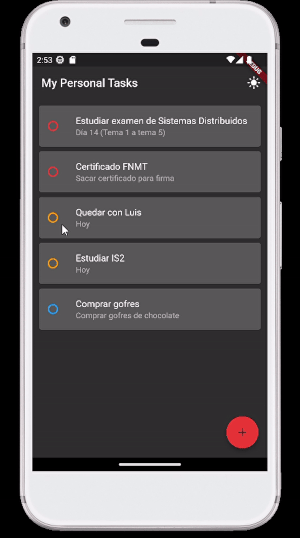 2:53
My Personal Tasks
Estudiar examen de Sistemas Distribuidos
Día 14 (Tema 1 a tema 5)
Certificado FNMT
Sacar certificado para firma
Quedar con Luis
Hoy
Estudiar IS2
Hoy
Comprar gofres
Comprar gofres de chocolate